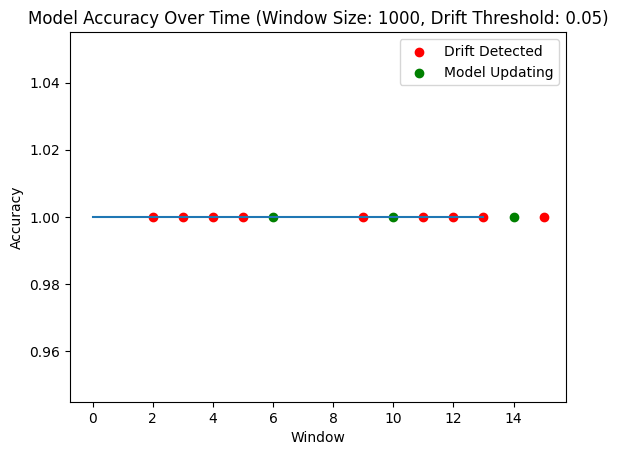 Model Accuracy Over Time (Window Size: 1000, Drift Threshold: 0.05)
Drift Detected
Model Updating
1.04
1.02
1.00
0.98
0.96
Accuracy
0 2 4 6 8 10 12 14
Window